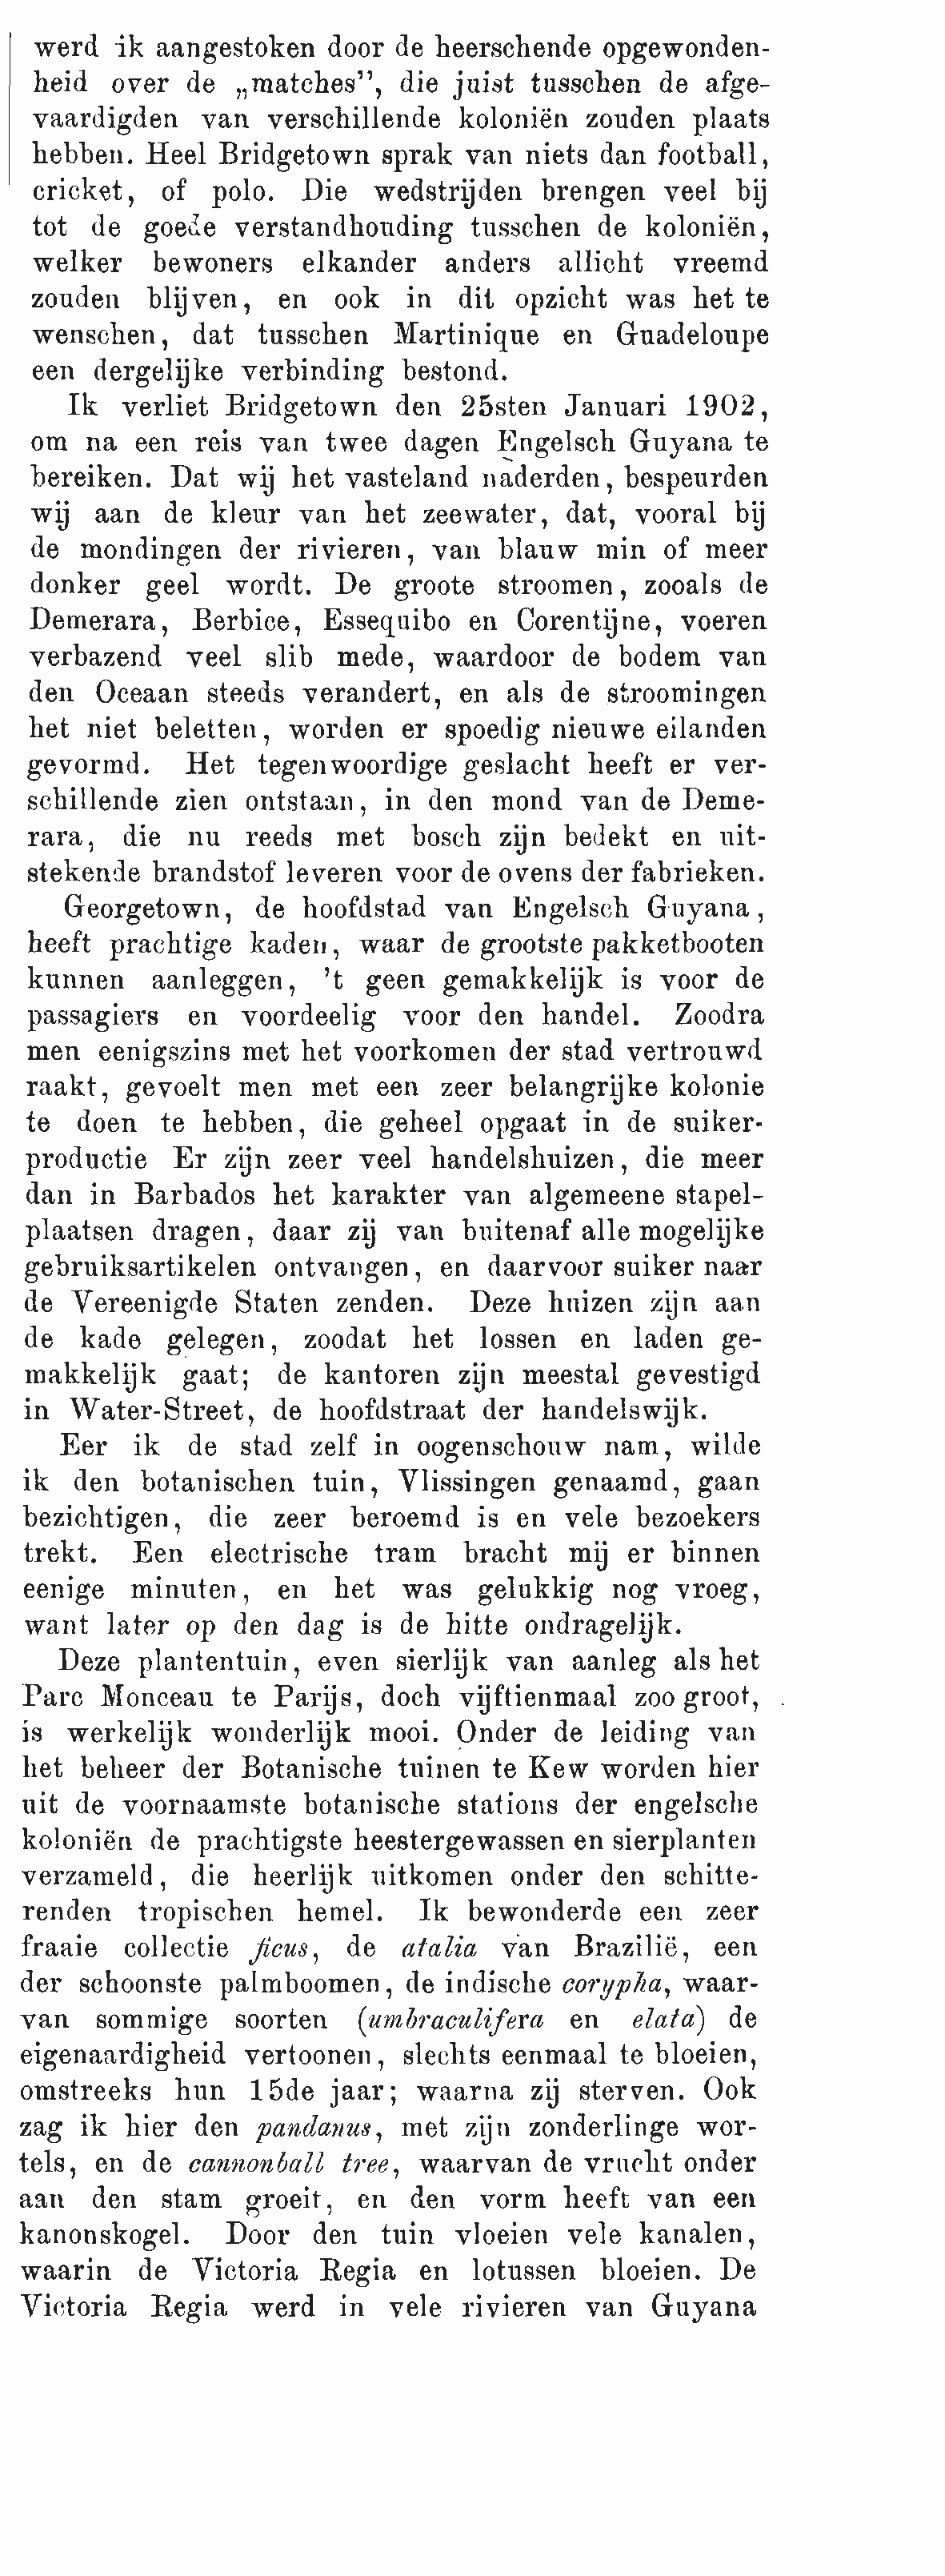 werd ik aangestoken door de heerschende opgewonden-
heid over de „matches”, die juist tusschen de afge-
vaardigden van verschillende koloniën zouden plaats
hebben. Heel Bridgetown sprak van niets dan football,
cricket, of polo. Die wedstrijden brengen veel bij
tot de goede verstandhouding tusschen de koloniën,
welker bewoners elkander anders allicht vreemd
zouden blijven, en ook in dit opzicht was het te
wenschen, dat tusschen Martinique en Guadeloupe
een dergelijke verbinding bestond.
Ik verliet Bridgetown den 25sten Januari 1902,
om na een reis van twee dagen Engelsch Guyana te
bereiken. Dat wij het vasteland naderden, bespeurden
wij aan de kleur van het zeewater, dat, vooral bij
de mondingen der rivieren, van blauw min of meer
donker geel wordt. De groote stroomen, zooals de
Demerara, Berbice, Essequibo en Corentijne, voeren
verbazend veel slib mede, waardoor de bodem van
den Oceaan steeds verandert, en als de stroomingen
het niet beletten, worden er spoedig nieuwe eilanden
gevormd. Het tegenwoordige geslacht heeft er ver-
schillende zien ontstaan, in den mond van de Deme-
rara, die nu reeds met bosch zijn bedekt en uit-
stekende brandstof leveren voor de ovens der fabrieken.
Georgetown, de hoofdstad van Engelsch Guyana,
heeft prachtige kaden, waar de grootste pakketbooten
kunnen aanleggen, ’t geen gemakkelijk is voor de
passagiers en voordeelig voor den handel. Zoodra
men eenigszins met het voorkomen der stad vertrouwd
raakt, gevoelt men met een zeer belangrijke kolonie
te doen te hebben, die geheel opgaat in de suiker-
productie Er zijn zeer veel handelshuizen, die meer
dan in Barbados het karakter van algemeene stapel-
plaatsen dragen, daar zij van buitenaf alle mogelijke
gebruiksartikelen ontvangen, en daarvoor suiker naar
de Vereenigde Staten zenden. Deze huizen zijn aan
de kade gelegen, zoodat het lossen en laden ge-
makkelijk gaat; de kantoren zijn meestal gevestigd
in Water-Street, de hoofdstraat der handelswijk.
Eer ik de stad zelf in oogenschouw nam, wilde
ik den botanischen tuin, Vlissingen genaamd, gaan
bezichtigen, die zeer beroemd is en vele bezoekers
trekt. Een electrische tram bracht mij er binnen
eenige minuten, en het was gelukkig nog vroeg,
want later op den dag is de hitte ondragelijk.
Deze plantentuin, even sierlijk van aanleg als het
Parc Monceau te Parijs, doch vijftienmaal zoo groot,
is werkelijk wonderlijk mooi. Onder de leiding van
het beheer der Botanische tuinen te Kew worden hier
uit de voornaamste botanische stations der engelsche
koloniën de prachtigste heestergewassen en sierplanten
verzameld, die heerlijk uitkomen onder den schitte-
renden tropischen hemel. Ik bewonderde een zeer
fraaie collectie ficus, de atalia van Brazilië, een
der schoonste palmboomen, de indische corypha, waar-
van sommige soorten (umbraculifera en elata) de
eigenaardigheid vertoonen, slechts eenmaal te bloeien,
omstreeks hun 15de jaar; waarna zij sterven. Ook
zag ik hier den pandanus, met zijn zonderlinge wor-
tels, en de cannonball tree, waarvan de vrucht onder
aan den stam groeit, en den vorm heeft van een
kanonskogel. Door den tuin vloeien vele kanalen,
waarin de Victoria Regia en lotussen bloeien. De
Victoria Regia werd in vele rivieren van Guyana